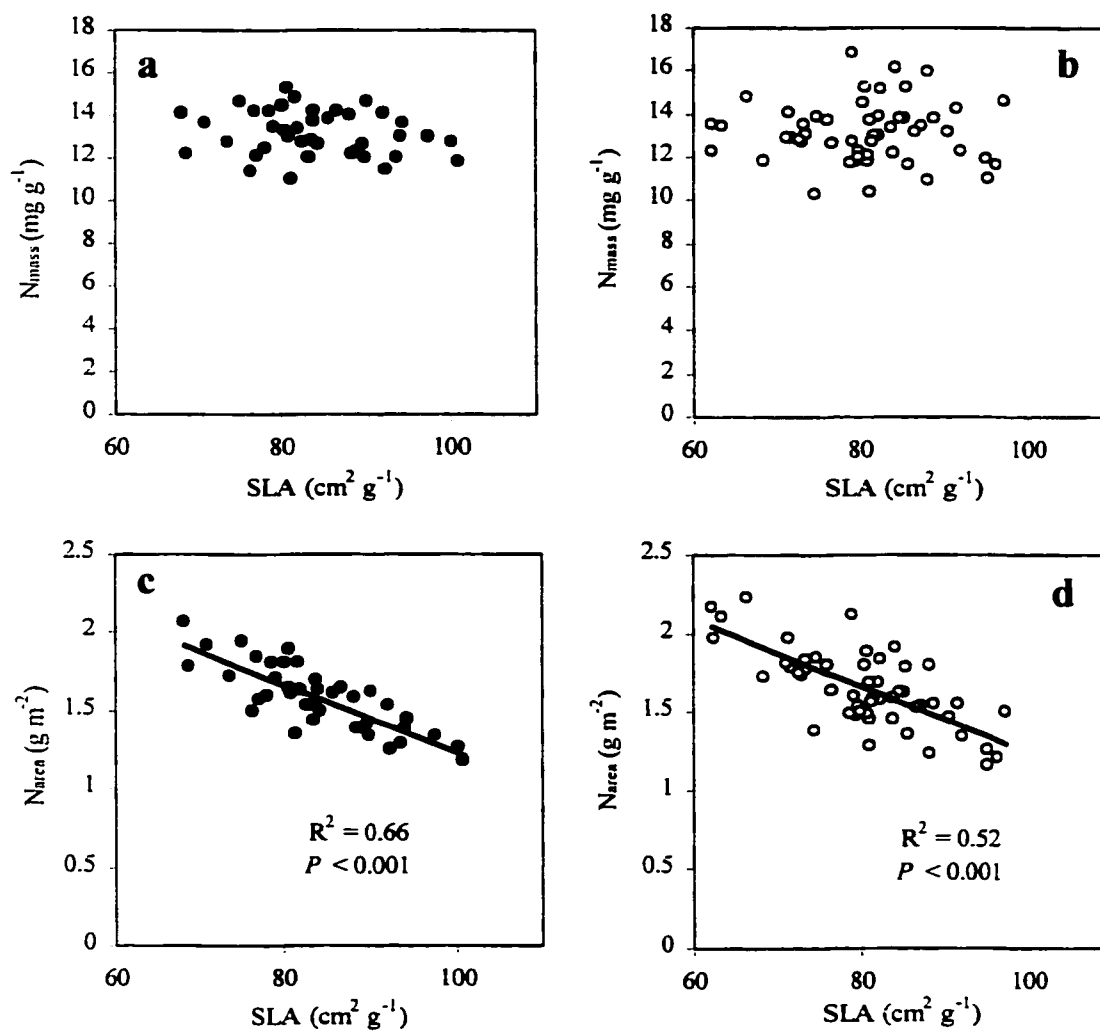 18
16
14
12
10
8
6
4
2
0
N_mass (mg g⁻¹)
a
60 80 100
SLA (cm² g⁻¹)
18
16
14
12
10
8
6
4
2
0
N_mass (mg g⁻¹)
b
60 80 100
SLA (cm² g⁻¹)
2.5
2
1.5
1
0.5
0
N_area (g m⁻²)
c
R² = 0.66
P < 0.001
60 80 100
SLA (cm² g⁻¹)
2.5
2
1.5
1
0.5
0
N_area (g m⁻²)
d
R² = 0.52
P < 0.001
60 80 100
SLA (cm² g⁻¹)